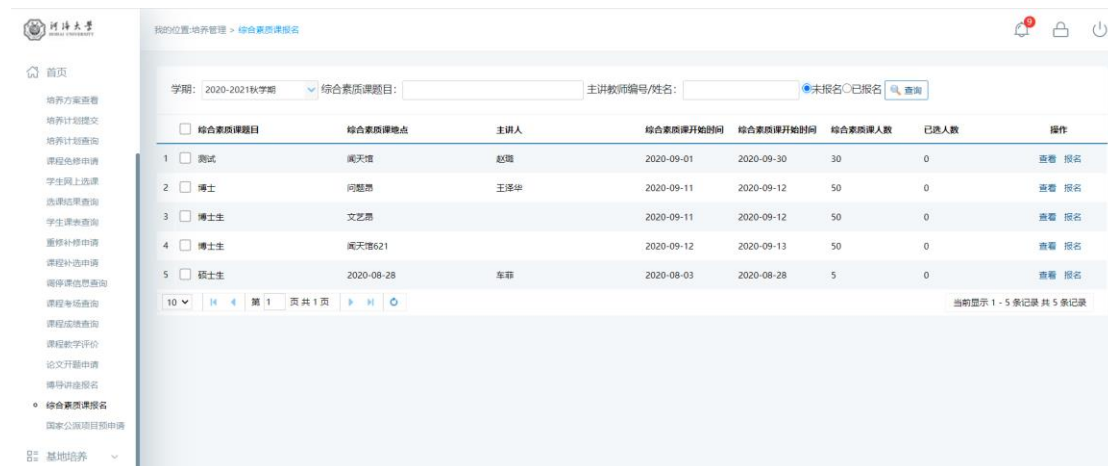 河海大学
HOHAI UNIVERSITY
我的位置:培养管理 > 综合素质课报名
9
首页
培养方案查看
培养计划提交
培养计划查询
课程免修申请
学生网上选课
选课结果查询
学生课表查询
重修补修申请
课程补选申请
调停课信息查询
课程考场查询
课程成绩查询
课程教学评价
论文开题申请
博导讲座报名
综合素质课报名
国家公派项目预申请
基地培养
学期: 2020-2021秋学期 综合素质课题目: 主讲教师编号/姓名: 未报名 已报名 查询
综合素质课题目 综合素质课地点 主讲人 综合素质课开始时间 综合素质课开始时间 综合素质课人数 已选人数 操作
1 测试 闻天馆 赵璐 2020-09-01 2020-09-30 30 0 查看 报名
2 博士 问题昂 王泽华 2020-09-11 2020-09-12 50 0 查看 报名
3 博士生 文艺昂 2020-09-11 2020-09-12 50 0 查看 报名
4 博士生 闻天馆621 2020-09-12 2020-09-13 50 0 查看 报名
5 硕士生 2020-08-28 车菲 2020-08-03 2020-08-28 5 0 查看 报名
10 第 1 页共1页 当前显示 1 - 5 条记录 共 5 条记录